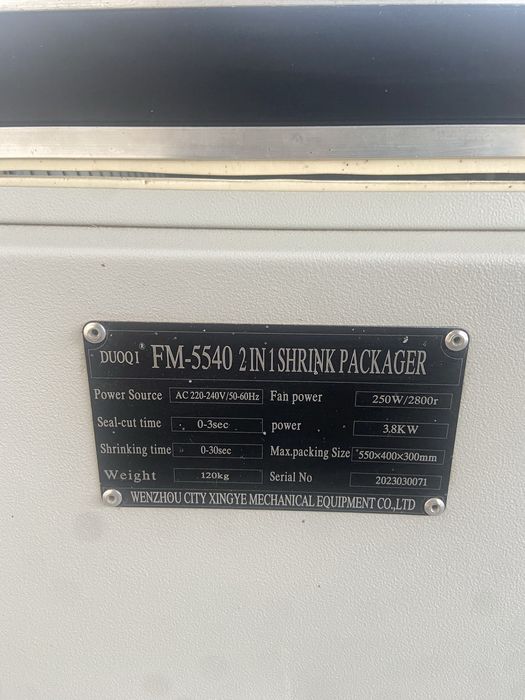 DUOQI® FM-5540 2 IN 1 SHRINK PACKAGER
Power Source AC 220-240V/50-60Hz Fan power 250W/2800r
Seal-cut time 0-3sec power 3.8KW
Shrinking time 0-30sec Max.packing Size 550×400×300mm
Weight 120kg Serial No 2023030071
WENZHOU CITY XINGYE MECHANICAL EQUIPMENT CO.,LTD